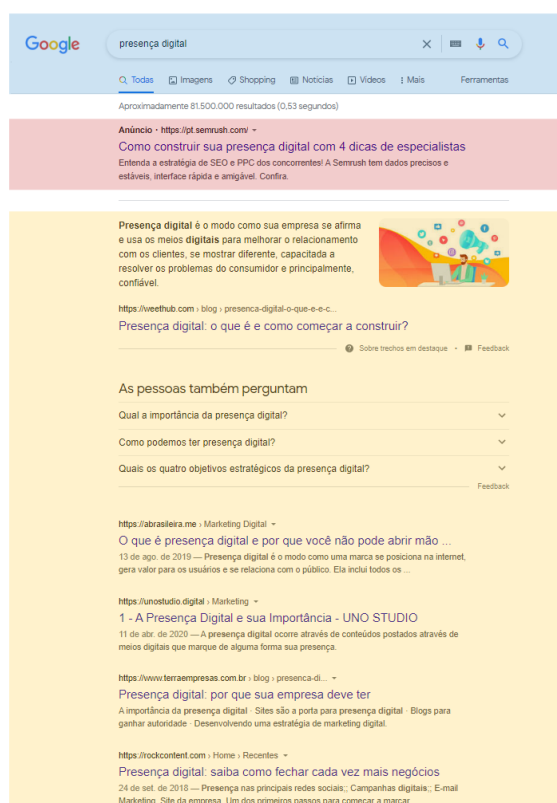 Google
presença digital
Todas Imagens Shopping Notícias Vídeos Mais Ferramentas
Aproximadamente 81.500.000 resultados (0,53 segundos)
Anúncio · https://pt.semrush.com/
Como construir sua presença digital com 4 dicas de especialistas
Entenda a estratégia de SEO e PPC dos concorrentes! A Semrush tem dados precisos e
estáveis, interface rápida e amigável. Confira.
Presença digital é o modo como sua empresa se afirma
e usa os meios digitais para melhorar o relacionamento
com os clientes, se mostrar diferente, capacitada a
resolver os problemas do consumidor e principalmente,
confiável.
https://weethub.com › blog › presenca-digital-o-que-e-e-c...
Presença digital: o que é e como começar a construir?
Sobre trechos em destaque • Feedback
As pessoas também perguntam
Qual a importância da presença digital?
Como podemos ter presença digital?
Quais os quatro objetivos estratégicos da presença digital?
Feedback
https://abrasileira.me › Marketing Digital
O que é presença digital e por que você não pode abrir mão ...
13 de ago. de 2019 — Presença digital é o modo como uma marca se posiciona na internet,
gera valor para os usuários e se relaciona com o público. Ela inclui todos os ...
https://unostudio.digital › Marketing
1 - A Presença Digital e sua Importância - UNO STUDIO
11 de abr. de 2020 — A presença digital ocorre através de conteúdos postados através de
meios digitais que marque de alguma forma sua presença.
https://www.terraempresas.com.br › blog › presenca-di...
Presença digital: por que sua empresa deve ter
A importância da presença digital · Sites são a porta para presença digital · Blogs para
ganhar autoridade · Desenvolvendo uma estratégia de marketing digital.
https://rockcontent.com › Home › Recentes
Presença digital: saiba como fechar cada vez mais negócios
24 de set. de 2018 — Presença nas principais redes sociais;; Campanhas digitais;; E-mail
Marketing. Site da empresa. Um dos primeiros passos para começar a marcar